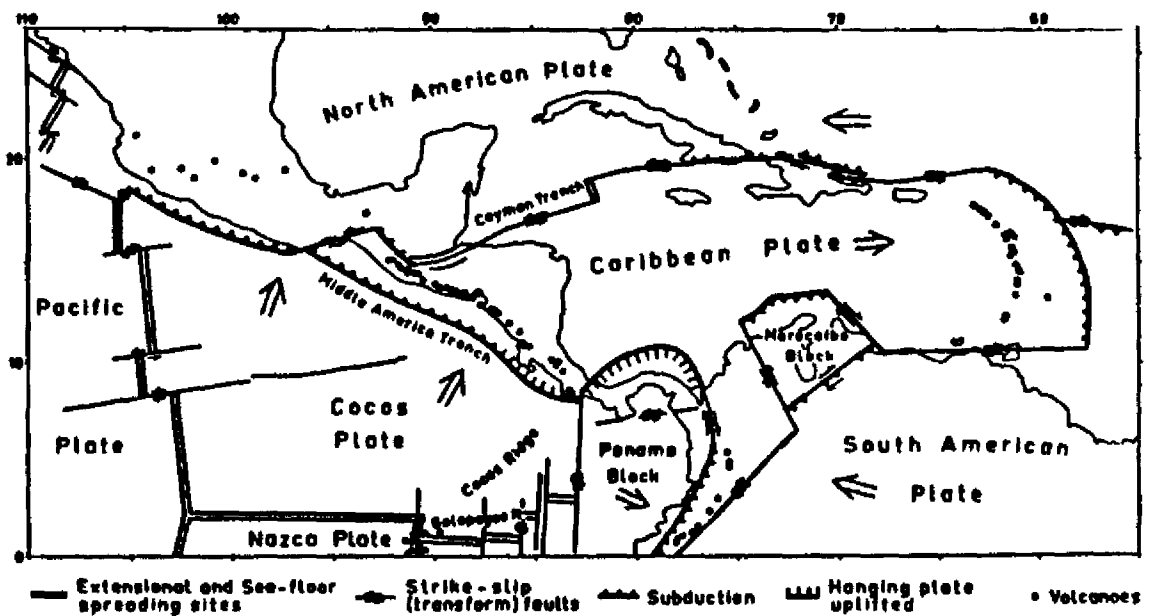 110 100 90 80 70 60
North American Plate
20
Cayman Trench
Caribbean Plate
Pacific
Middle America Trench
Maracaibo
Block
10
Cocos
Plate
Plate
Cocos Ridge
Panama
Block
South American
Plate
Galapagos
Nazca Plate
0
Extensional and Sea-floor
spreading sites
Strike-slip
(transform) faults
Subduction
Hanging plate
uplifted
Volcanoes